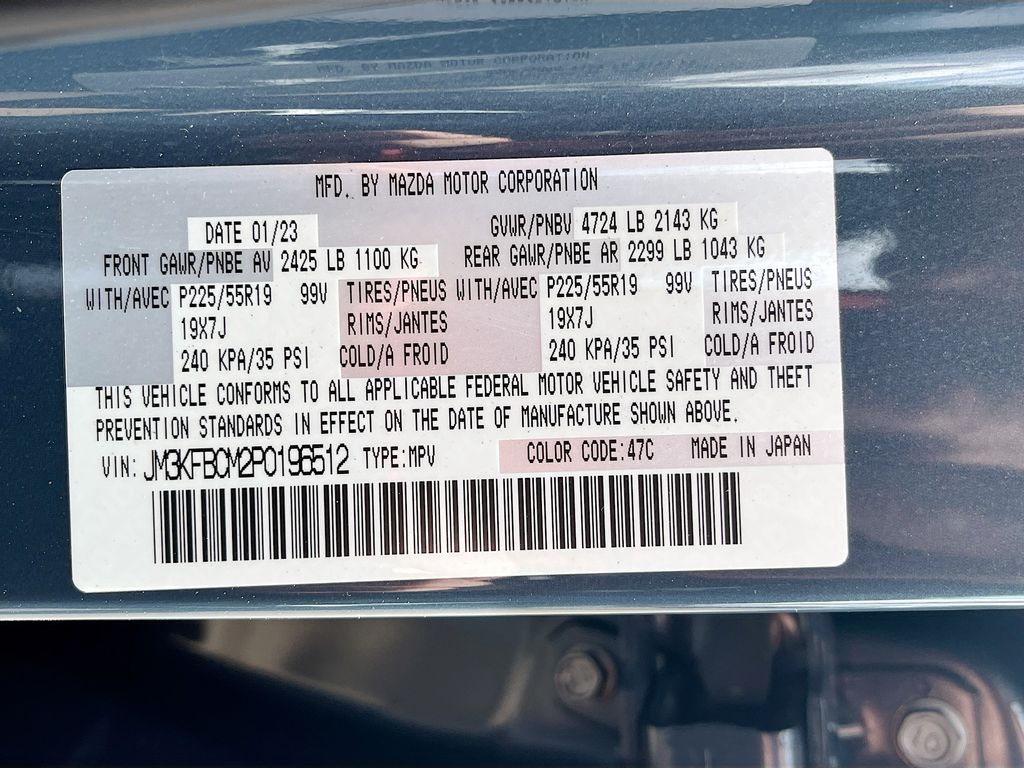 MFD. BY MAZDA MOTOR CORPORATION
DATE 01/23 GVWR/PNBV 4724 LB 2143 KG
FRONT GAWR/PNBE AV 2425 LB 1100 KG REAR GAWR/PNBE AR 2299 LB 1043 KG
WITH/AVEC P225/55R19 99V TIRES/PNEUS WITH/AVEC P225/55R19 99V TIRES/PNEUS
19X7J RIMS/JANTES 19X7J RIMS/JANTES
240 KPA/35 PSI COLD/A FROID 240 KPA/35 PSI COLD/A FROID
THIS VEHICLE CONFORMS TO ALL APPLICABLE FEDERAL MOTOR VEHICLE SAFETY AND THEFT
PREVENTION STANDARDS IN EFFECT ON THE DATE OF MANUFACTURE SHOWN ABOVE.
VIN: JM3KFBCM2P0196512 TYPE:MPV COLOR CODE:47C MADE IN JAPAN